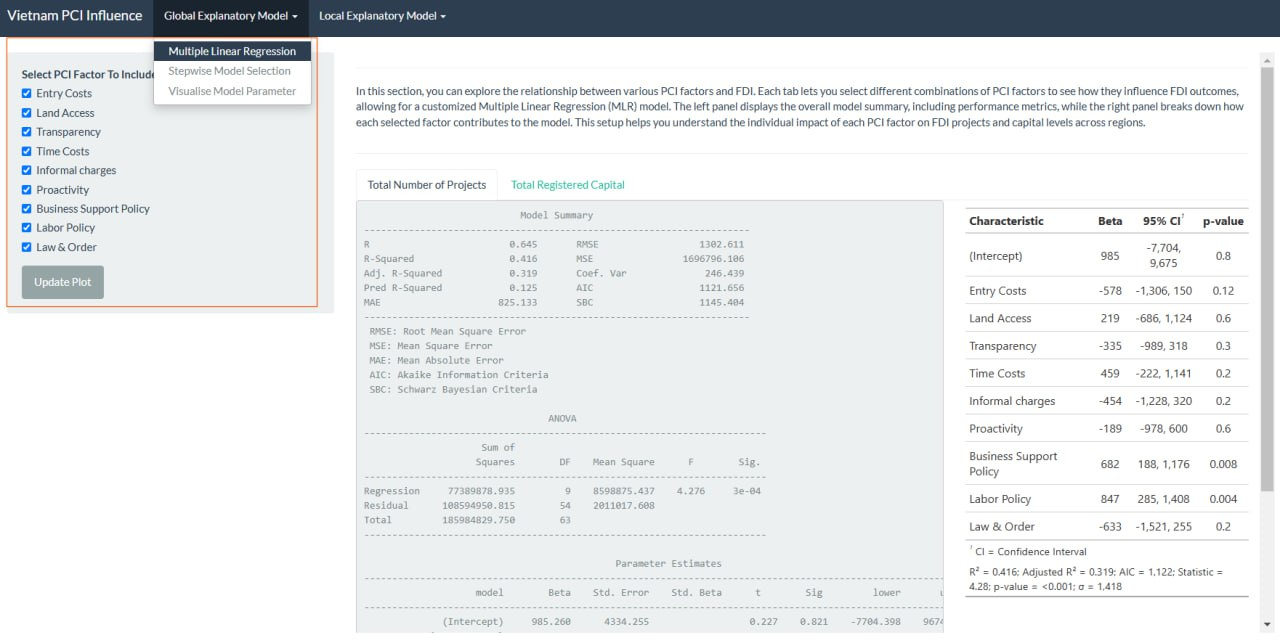 Vietnam PCI Influence
Global Explanatory Model
Local Explanatory Model
Multiple Linear Regression
Stepwise Model Selection
Visualise Model Parameter
Select PCI Factor To Include
Entry Costs
Land Access
Transparency
Time Costs
Informal charges
Proactivity
Business Support Policy
Labor Policy
Law & Order
Update Plot
In this section, you can explore the relationship between various PCI factors and FDI. Each tab lets you select different combinations of PCI factors to see how they influence FDI outcomes,
allowing for a customized Multiple Linear Regression (MLR) model. The left panel displays the overall model summary, including performance metrics, while the right panel breaks down how
each selected factor contributes to the model. This setup helps you understand the individual impact of each PCI factor on FDI projects and capital levels across regions.
Total Number of Projects
Total Registered Capital
Model Summary
R 0.645 RMSE 1302.611
R-Squared 0.416 MSE 1696796.106
Adj. R-Squared 0.319 Coef. Var 246.439
Pred R-Squared 0.125 AIC 1121.656
MAE 825.133 SBC 1145.404
RMSE: Root Mean Square Error
MSE: Mean Square Error
MAE: Mean Absolute Error
AIC: Akaike Information Criteria
SBC: Schwarz Bayesian Criteria
ANOVA
Sum of
Squares DF Mean Square F Sig.
Regression 77389878.935 9 8598875.437 4.276 3e-04
Residual 108594950.815 54 2011017.608
Total 185984829.750 63
Parameter Estimates
model Beta Std. Error Std. Beta t Sig lower
(Intercept) 985.260 4334.255 0.227 0.821 -7704.398 9674
Characteristic Beta 95% CI¹ p-value
(Intercept) 985 -7,704, 9,675 0.8
Entry Costs -578 -1,306, 150 0.12
Land Access 219 -686, 1,124 0.6
Transparency -335 -989, 318 0.3
Time Costs 459 -222, 1,141 0.2
Informal charges -454 -1,228, 320 0.2
Proactivity -189 -978, 600 0.6
Business Support Policy 682 188, 1,176 0.008
Labor Policy 847 285, 1,408 0.004
Law & Order -633 -1,521, 255 0.2
¹ CI = Confidence Interval
R² = 0.416; Adjusted R² = 0.319; AIC = 1,122; Statistic =
4.28; p-value = <0.001; σ = 1,418